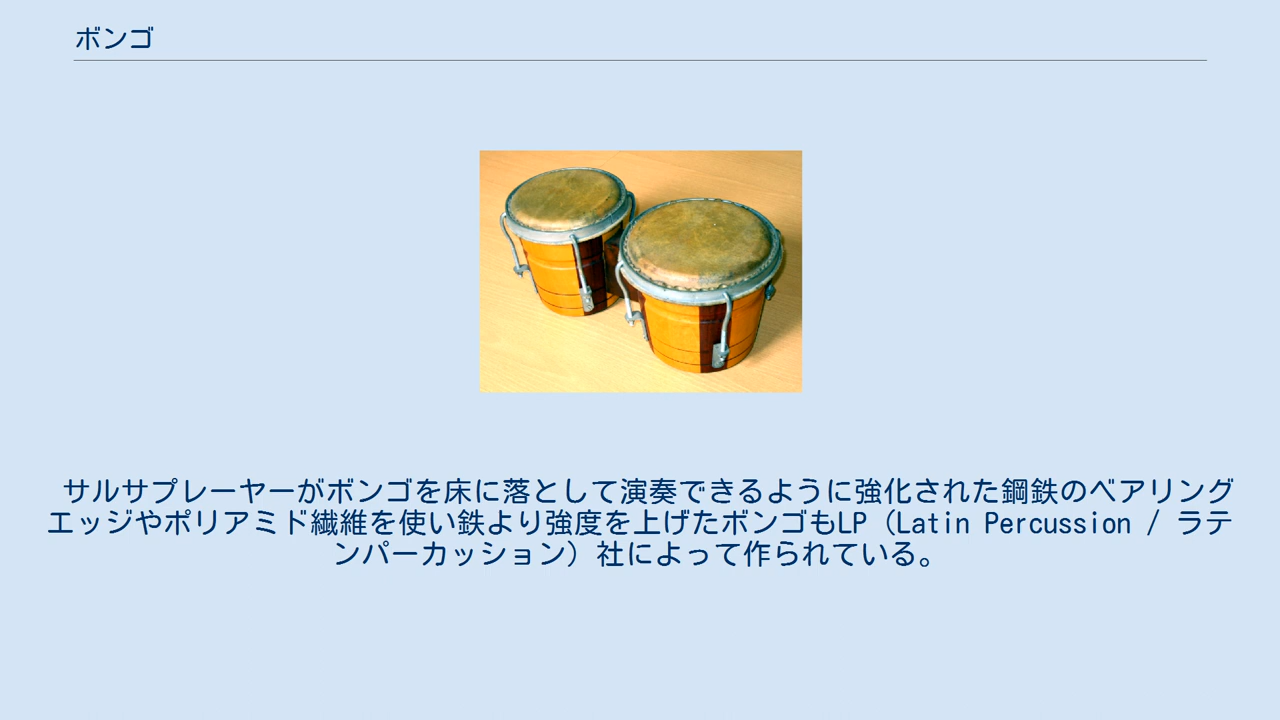 ボンゴ
サルサプレーヤーがボンゴを床に落として演奏できるように強化された鋼鉄のベアリング
エッジやポリアミド繊維を使い鉄より強度を上げたボンゴもLP（Latin Percussion / ラテ
ンパーカッション）社によって作られている。